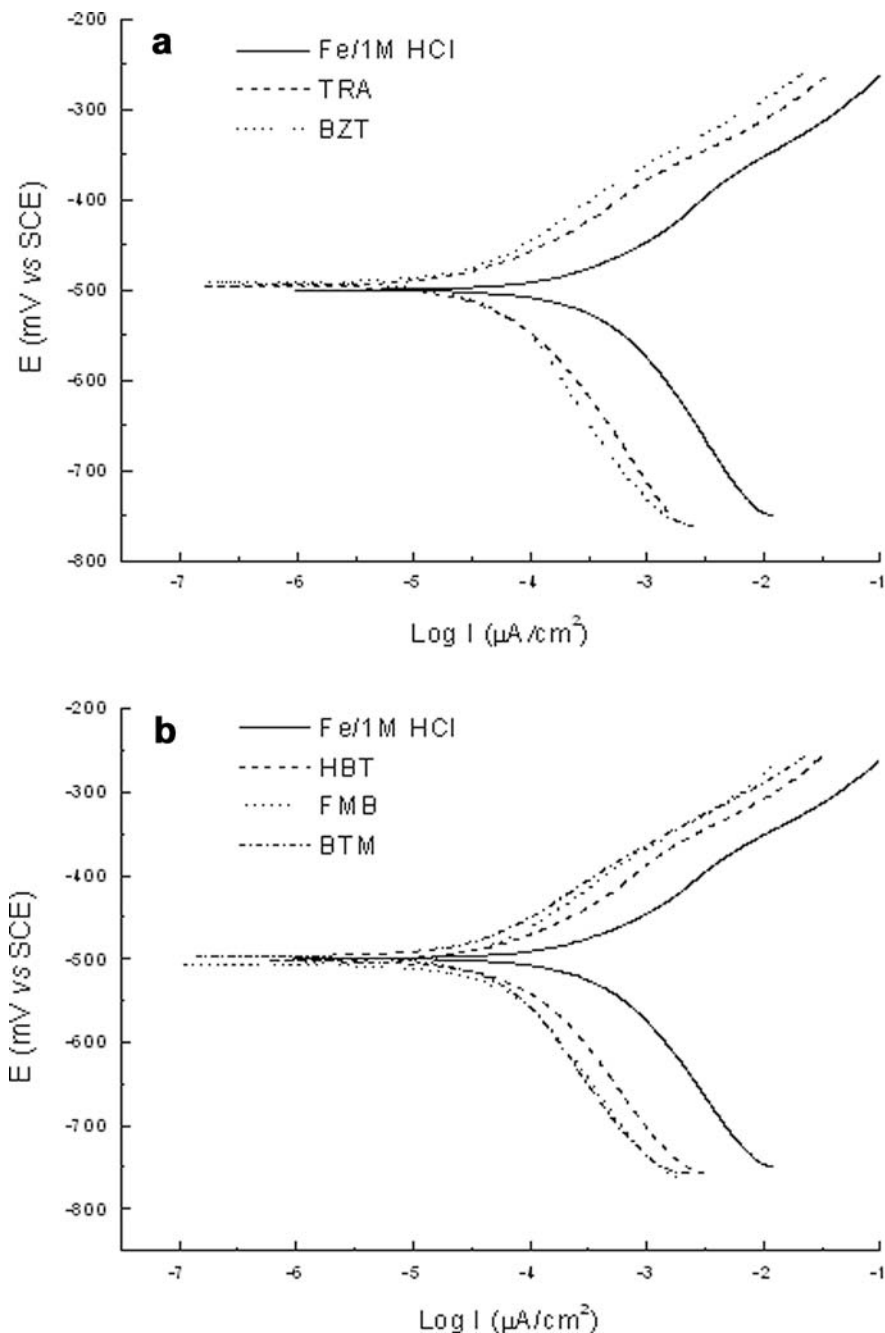 a
Fe/1M HCl
TRA
BZT
E (mV vs SCE)
-200
-300
-400
-500
-600
-700
-800
-7 -6 -5 -4 -3 -2 -1
Log I (μA/cm²)
b
Fe/1M HCl
HBT
FMB
BTM
E (mV vs SCE)
-200
-300
-400
-500
-600
-700
-800
-7 -6 -5 -4 -3 -2 -1
Log I (μA/cm²)